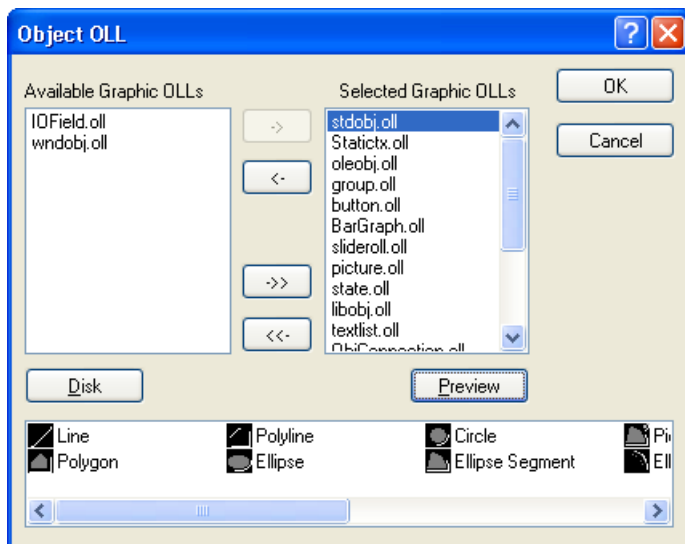 Object OLL
Available Graphic OLLs
Selected Graphic OLLs
OK
Cancel
IOField.oll
wndobj.oll
->
<-
->>
<<-
stdobj.oll
Statictx.oll
oleobj.oll
group.oll
button.oll
BarGraph.oll
slideroll.oll
picture.oll
state.oll
libobj.oll
textlist.oll
ObjConnection.oll
Disk
Preview
Line
Polyline
Circle
Polygon
Ellipse
Ellipse Segment